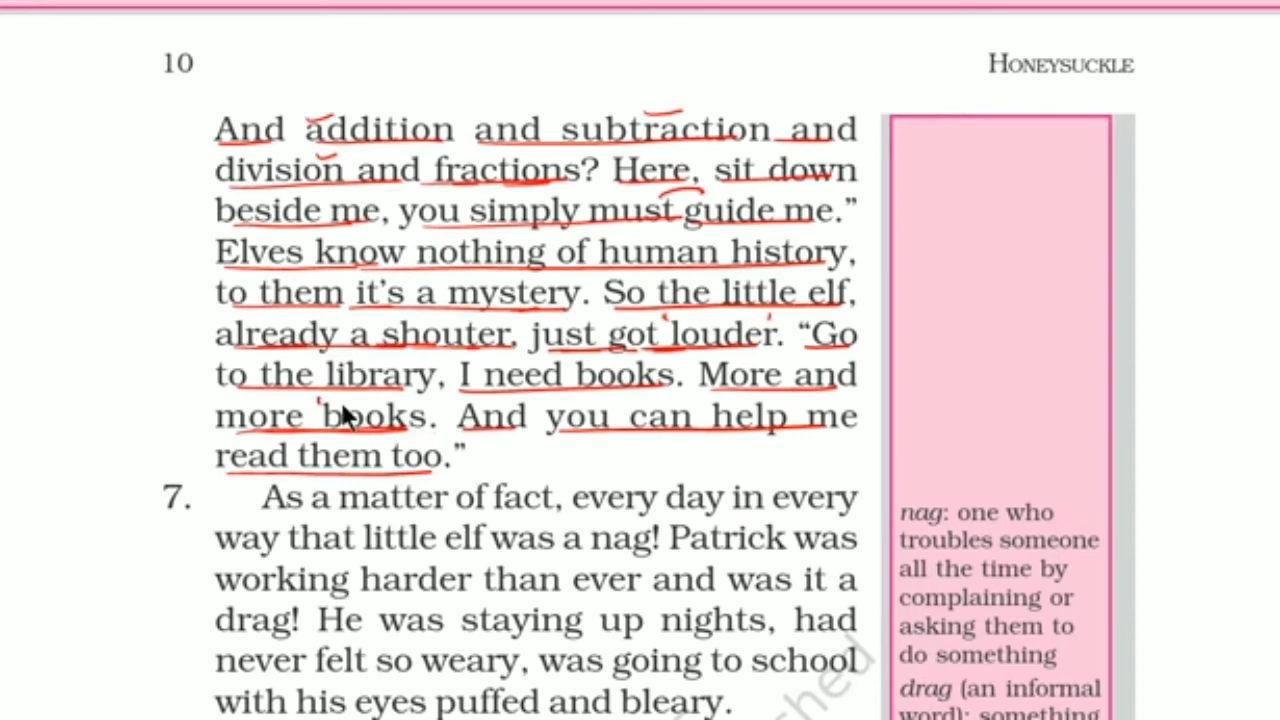 10
HONEYSUCKLE
And addition and subtraction and
division and fractions? Here, sit down
beside me, you simply must guide me.”
Elves know nothing of human history,
to them it’s a mystery. So the little elf,
already a shouter, just got louder. “Go
to the library, I need books. More and
more books. And you can help me
read them too.”
7. As a matter of fact, every day in every
way that little elf was a nag! Patrick was
working harder than ever and was it a
drag! He was staying up nights, had
never felt so weary, was going to school
with his eyes puffed and bleary.
nag: one who
troubles someone
all the time by
complaining or
asking them to
do something
drag (an informal
word): something